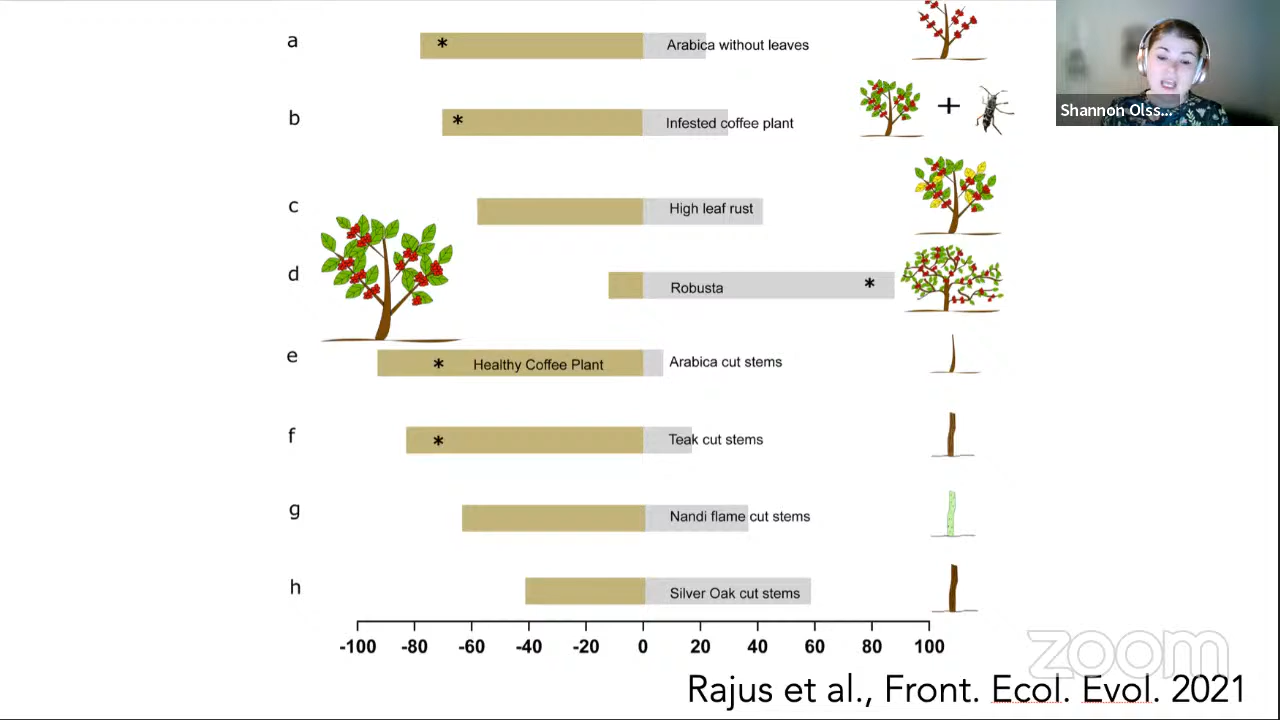 a * Arabica without leaves
b * Infested coffee plant +
Shannon Olss...
c High leaf rust
d Robusta *
e * Healthy Coffee Plant Arabica cut stems
f * Teak cut stems
g Nandi flame cut stems
h Silver Oak cut stems
-100 -80 -60 -40 -20 0 20 40 60 80 100
zoom
Rajus et al., Front. Ecol. Evol. 2021